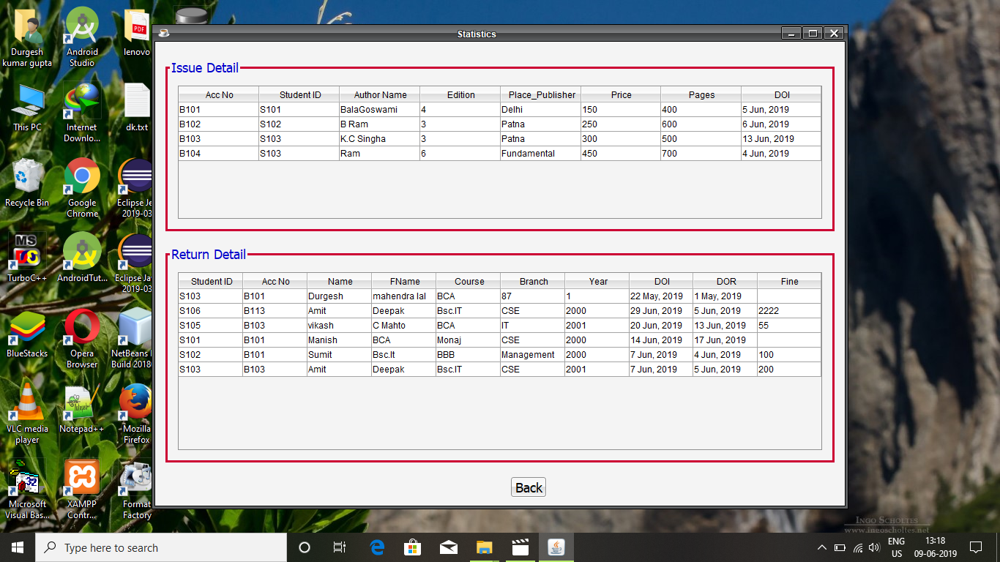 Statistics
Durgesh kumar gupta
Android Studio
lenovo
PDF
This PC
Internet Downlo...
dk.txt
Recycle Bin
Google Chrome
Eclipse Je 2019-03
MS
TurboC++
AndroidTut...
Eclipse Ja 2019-03
BlueStacks
Opera Browser
NetBeans I Build 2018
VLC media player
Notepad++
Mozilla Firefox
32
Microsoft Visual Bas...
XAMPP Contr...
Format Factory
Issue Detail
Acc No Student ID Author Name Edition Place_Publisher Price Pages DOI
B101 S101 BalaGoswami 4 Delhi 150 400 5 Jun, 2019
B102 S102 B Ram 3 Patna 250 600 6 Jun, 2019
B103 S103 K.C Singha 3 Patna 300 500 13 Jun, 2019
B104 S103 Ram 6 Fundamental 450 700 4 Jun, 2019
Return Detail
Student ID Acc No Name FName Course Branch Year DOI DOR Fine
S103 B101 Durgesh mahendra lal BCA 87 1 22 May, 2019 1 May, 2019
S106 B113 Amit Deepak Bsc.IT CSE 2000 29 Jun, 2019 5 Jun, 2019 2222
S105 B103 vikash C Mahto BCA IT 2001 20 Jun, 2019 13 Jun, 2019 55
S101 B101 Manish BCA Monaj CSE 2000 14 Jun, 2019 17 Jun, 2019
S102 B101 Sumit Bsc.It BBB Management 2000 7 Jun, 2019 4 Jun, 2019 100
S103 B103 Amit Deepak Bsc.IT CSE 2001 7 Jun, 2019 5 Jun, 2019 200
Back
Ingo Scholtes
www.ingoscholtes.net
Type here to search
ENG
US
13:18
09-06-2019